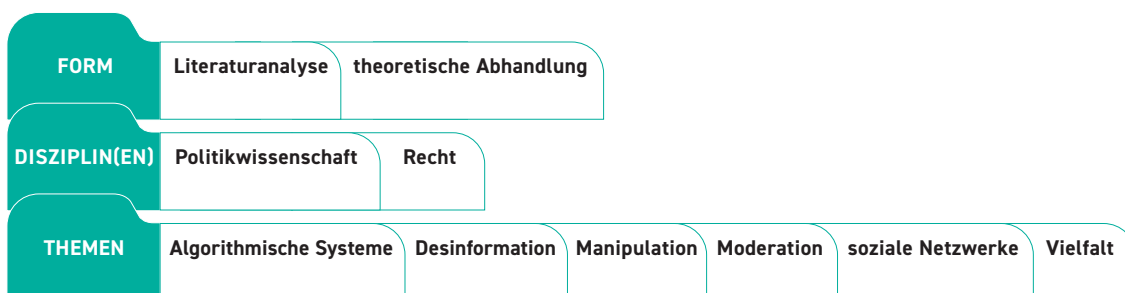 FORM Literaturanalyse theoretische Abhandlung
DISZIPLIN(EN) Politikwissenschaft Recht
THEMEN Algorithmische Systeme Desinformation Manipulation Moderation soziale Netzwerke Vielfalt